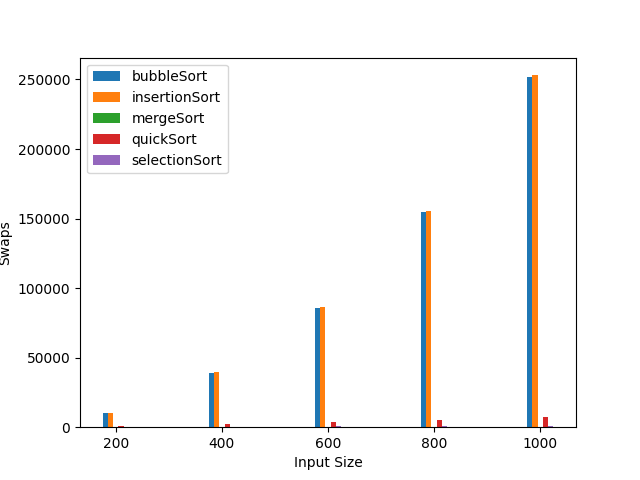 250000
200000
150000
100000
50000
0
Swaps
bubbleSort
insertionSort
mergeSort
quickSort
selectionSort
200 400 600 800 1000
Input Size